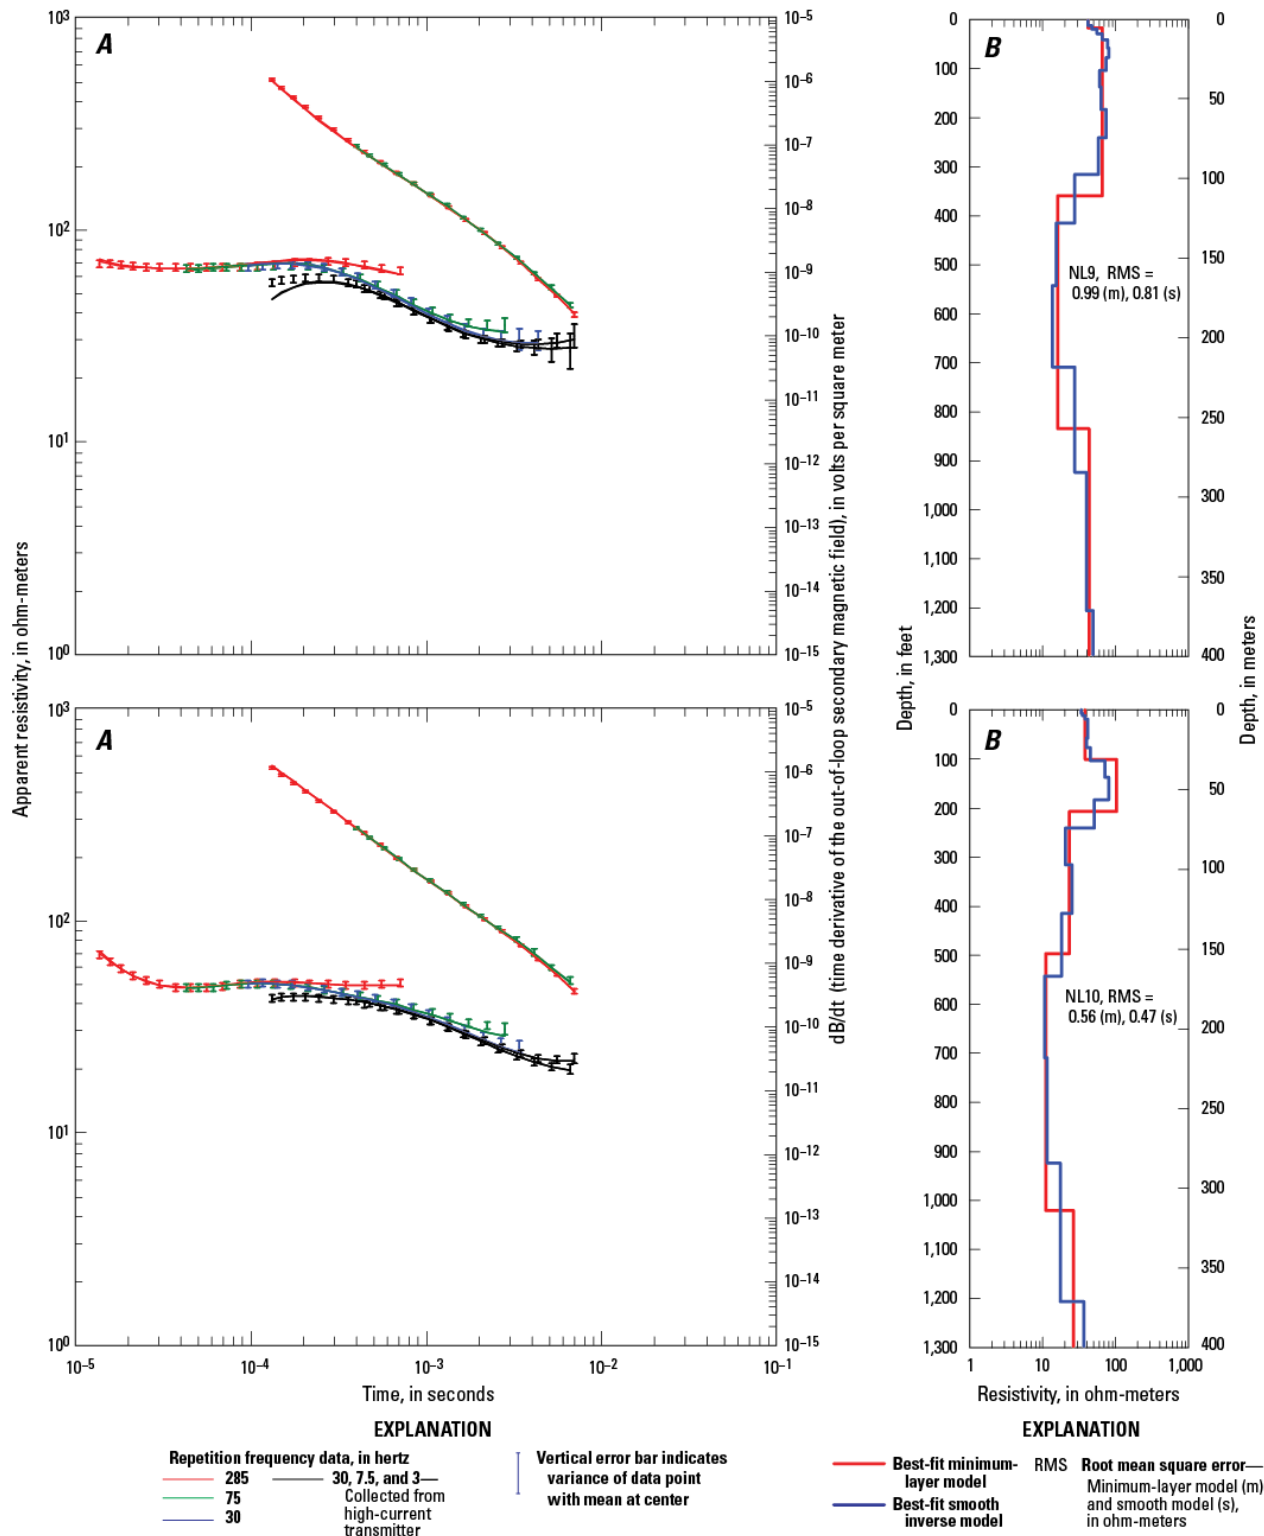 A
10³
10²
10¹
10⁰
10–5
10–6
10–7
10–8
10–9
10–10
10–11
10–12
10–13
10–14
10–15
B
0
100
200
300
400
500
600
700
800
900
1,000
1,100
1,200
1,300
0
50
100
150
200
250
300
350
400
NL9, RMS =
0.99 (m), 0.81 (s)
Apparent resistivity, in ohm-meters
dB/dt (time derivative of the out-of-loop secondary magnetic field), in volts per square meter
Depth, in feet
Depth, in meters
A
10³
10²
10¹
10⁰
10–5
10–6
10–7
10–8
10–9
10–10
10–11
10–12
10–13
10–14
10–15
10–5
10–4
10–3
10–2
10–1
Time, in seconds
B
0
100
200
300
400
500
600
700
800
900
1,000
1,100
1,200
1,300
0
50
100
150
200
250
300
350
400
NL10, RMS =
0.56 (m), 0.47 (s)
1
10
100
1,000
Resistivity, in ohm-meters
EXPLANATION
Repetition frequency data, in hertz
285
75
30
30, 7.5, and 3—
Collected from
high-current
transmitter
Vertical error bar indicates
variance of data point
with mean at center
EXPLANATION
Best-fit minimum-
layer model
Best-fit smooth
inverse model
RMS
Root mean square error—
Minimum-layer model (m)
and smooth model (s),
in ohm-meters